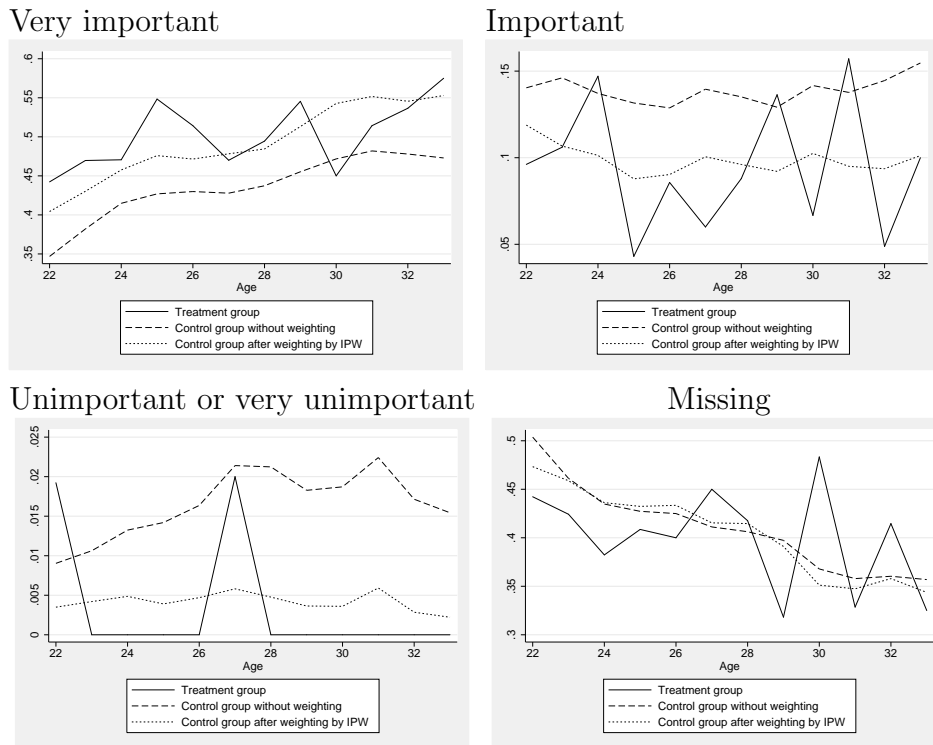 Very important
.6
.55
.5
.45
.4
.35
22 24 26 28 30 32
Age
Treatment group
Control group without weighting
Control group after weighting by IPW
Important
.15
.1
.05
22 24 26 28 30 32
Age
Treatment group
Control group without weighting
Control group after weighting by IPW
Unimportant or very unimportant
.025
.02
.015
.01
.005
0
22 24 26 28 30 32
Age
Treatment group
Control group without weighting
Control group after weighting by IPW
Missing
.5
.45
.4
.35
.3
22 24 26 28 30 32
Age
Treatment group
Control group without weighting
Control group after weighting by IPW